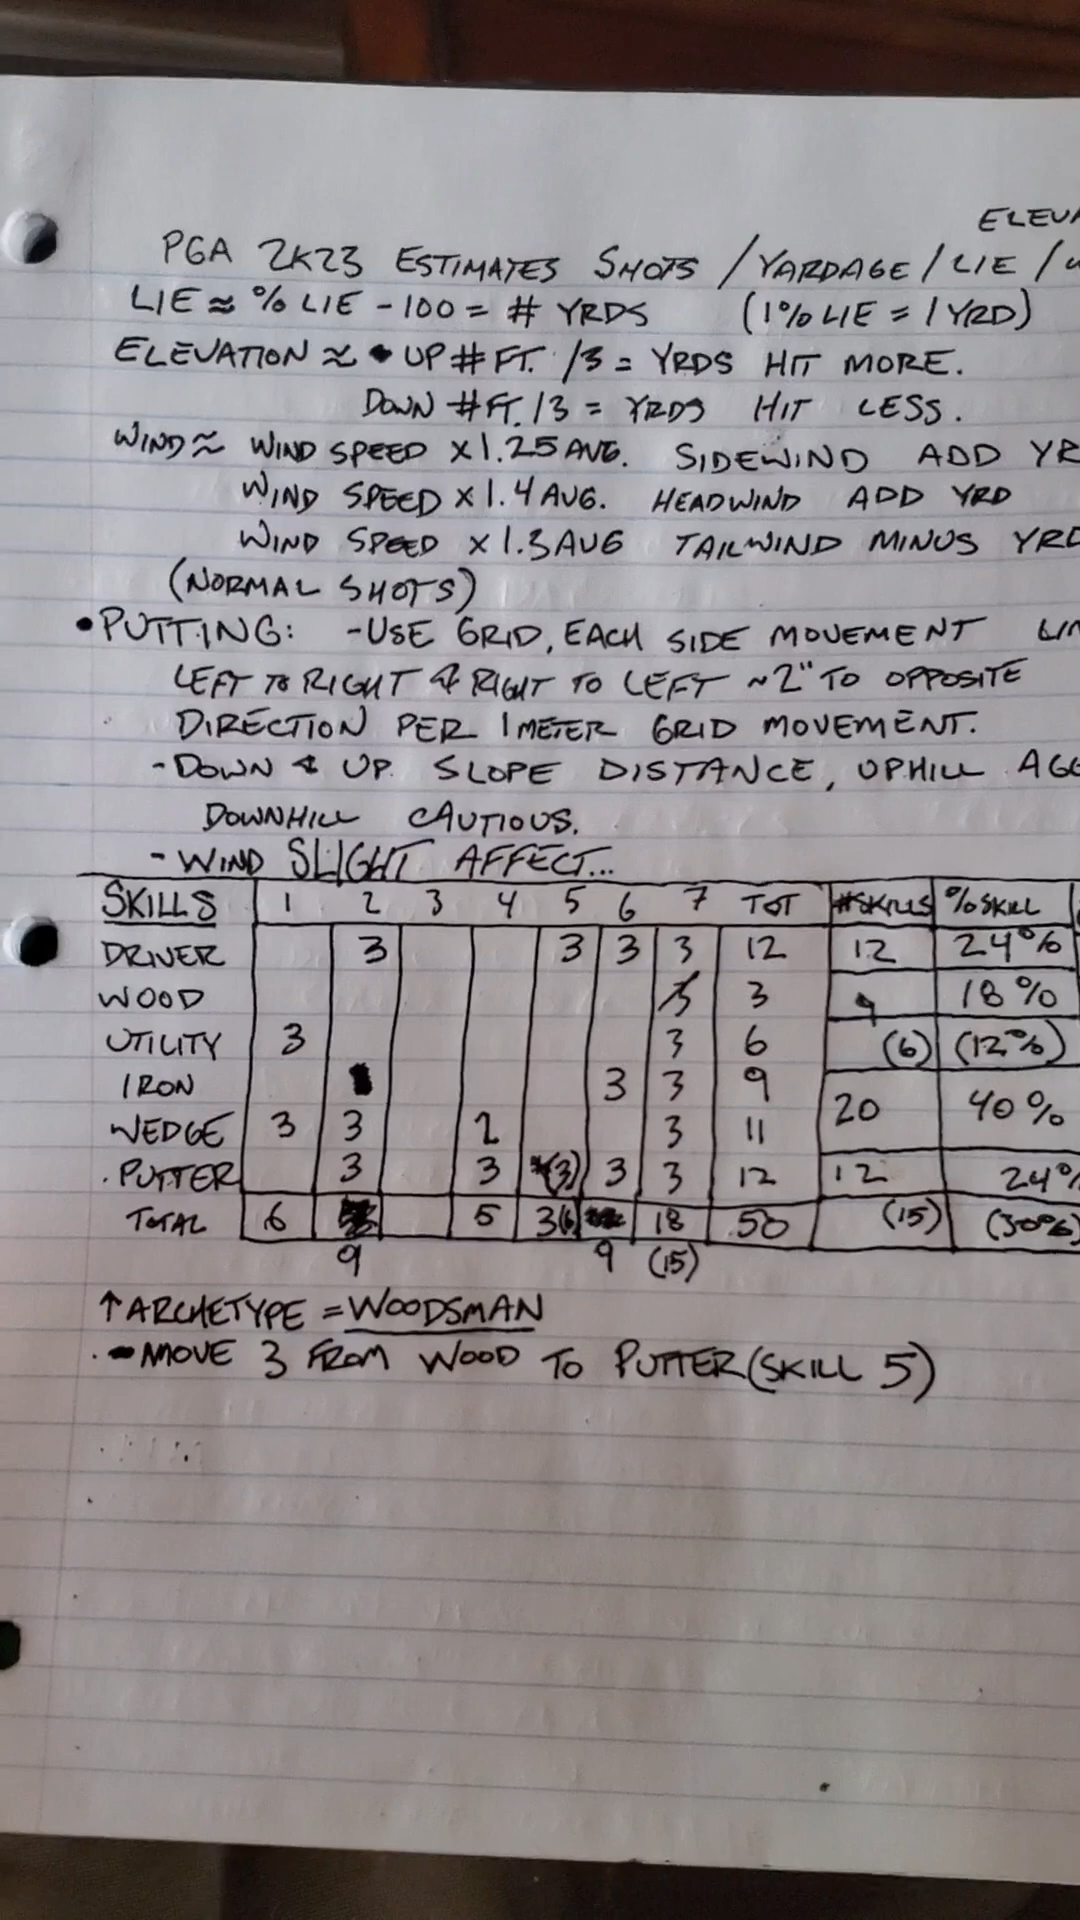 ELEVA
PGA 2K23 ESTIMATES SHOTS / YARDAGE / LIE /
LIE ≈ % LIE - 100 = # YRDS (1% LIE = 1 YRD)
ELEVATION ≈ UP # FT. /3 = YRDS HIT MORE.
DOWN # FT. /3 = YRDS HIT LESS.
WIND ≈ WIND SPEED X 1.25 AVG. SIDEWIND ADD YR
WIND SPEED X 1.4 AVG. HEADWIND ADD YRD
WIND SPEED X 1.3 AVG TAILWIND MINUS YRD
(NORMAL SHOTS)
• PUTTING: - USE GRID, EACH SIDE MOVEMENT LIN
LEFT TO RIGHT & RIGHT TO LEFT ~2" TO OPPOSITE
DIRECTION PER 1 METER GRID MOVEMENT.
- DOWN & UP SLOPE DISTANCE, UPHILL AGG
DOWNHILL CAUTIOUS.
- WIND SLIGHT AFFECT...
SKILLS 1 2 3 4 5 6 7 TOT #SKILLS % SKILL
DRIVER 3 3 3 3 12 12 24%
WOOD 3 3 9 18%
UTILITY 3 3 6 (6) (12%)
IRON 3 3 9 20 40%
WEDGE 3 3 2 3 11
PUTTER 3 3 (3) 3 3 12 12 24%
TOTAL 6 5 3(6) 18 50 (15) (30%)
9 9 (15)
↑ ARCHETYPE = WOODSMAN
- MOVE 3 FROM WOOD TO PUTTER (SKILL 5)